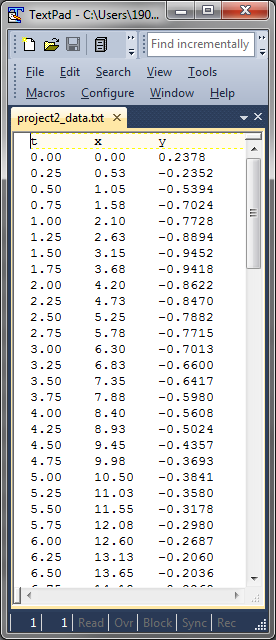 TextPad - C:\Users\190...
Find incrementally
File Edit Search View Tools
Macros Configure Window Help
project2_data.txt
t x y
0.00 0.00 0.2378
0.25 0.53 -0.2352
0.50 1.05 -0.5394
0.75 1.58 -0.7024
1.00 2.10 -0.7728
1.25 2.63 -0.8894
1.50 3.15 -0.9452
1.75 3.68 -0.9418
2.00 4.20 -0.8622
2.25 4.73 -0.8470
2.50 5.25 -0.7882
2.75 5.78 -0.7715
3.00 6.30 -0.7013
3.25 6.83 -0.6600
3.50 7.35 -0.6417
3.75 7.88 -0.5980
4.00 8.40 -0.5608
4.25 8.93 -0.5024
4.50 9.45 -0.4357
4.75 9.98 -0.3693
5.00 10.50 -0.3841
5.25 11.03 -0.3580
5.50 11.55 -0.3178
5.75 12.08 -0.2980
6.00 12.60 -0.2687
6.25 13.13 -0.2060
6.50 13.65 -0.2036
1 1 Read Ovr Block Sync Rec